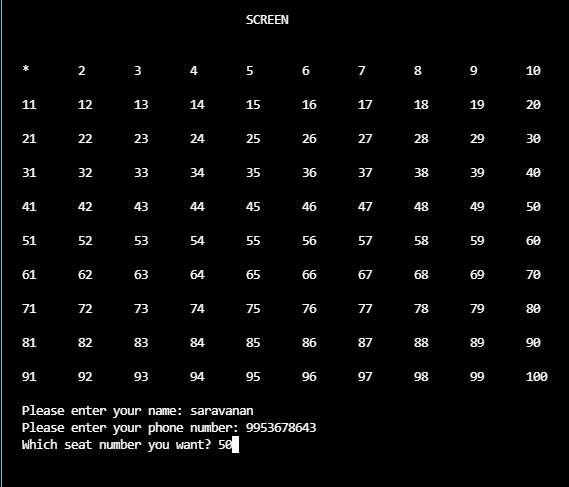 SCREEN
* 2 3 4 5 6 7 8 9 10
11 12 13 14 15 16 17 18 19 20
21 22 23 24 25 26 27 28 29 30
31 32 33 34 35 36 37 38 39 40
41 42 43 44 45 46 47 48 49 50
51 52 53 54 55 56 57 58 59 60
61 62 63 64 65 66 67 68 69 70
71 72 73 74 75 76 77 78 79 80
81 82 83 84 85 86 87 88 89 90
91 92 93 94 95 96 97 98 99 100
Please enter your name: saravanan
Please enter your phone number: 9953678643
Which seat number you want? 50